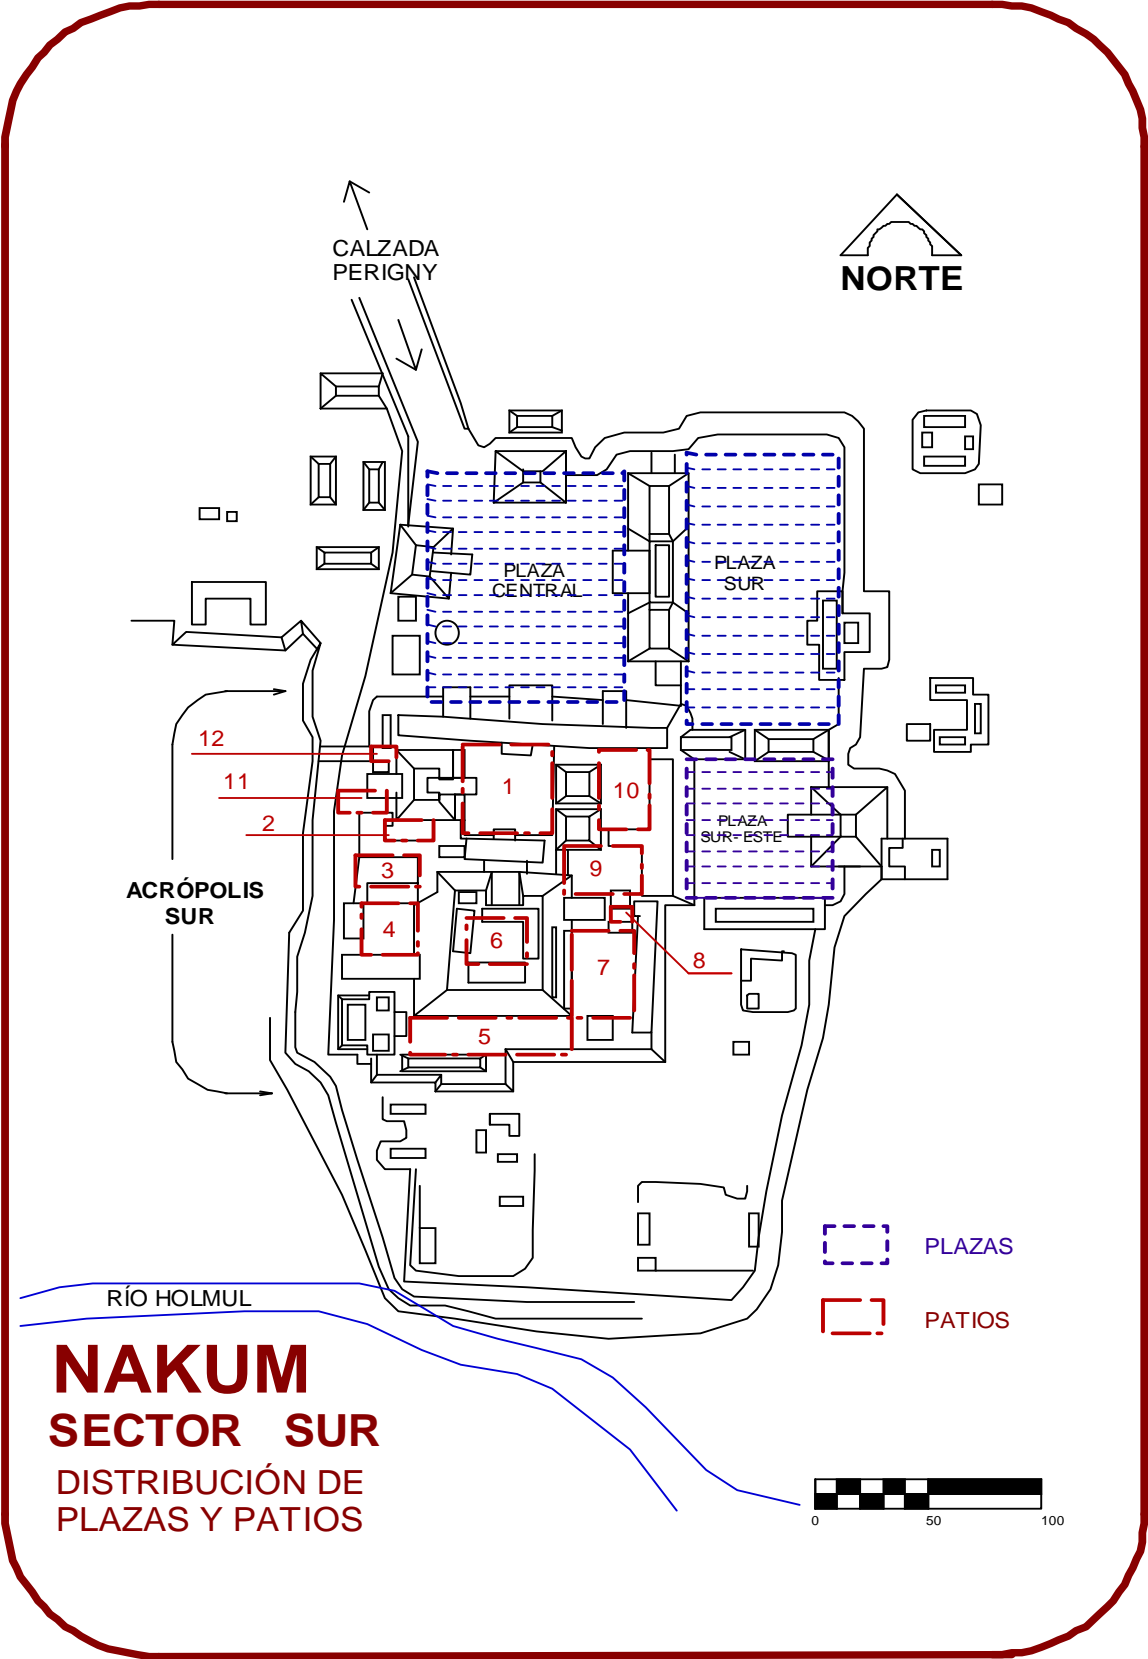 CALZADA
PERIGNY
NORTE
PLAZA
CENTRAL
PLAZA
SUR
12
11
2
1
10
PLAZA
SUR-ESTE
3
9
ACRÓPOLIS
SUR
4
6
7
8
5
PLAZAS
RÍO HOLMUL
PATIOS
NAKUM
SECTOR SUR
DISTRIBUCIÓN DE
PLAZAS Y PATIOS
0 50 100